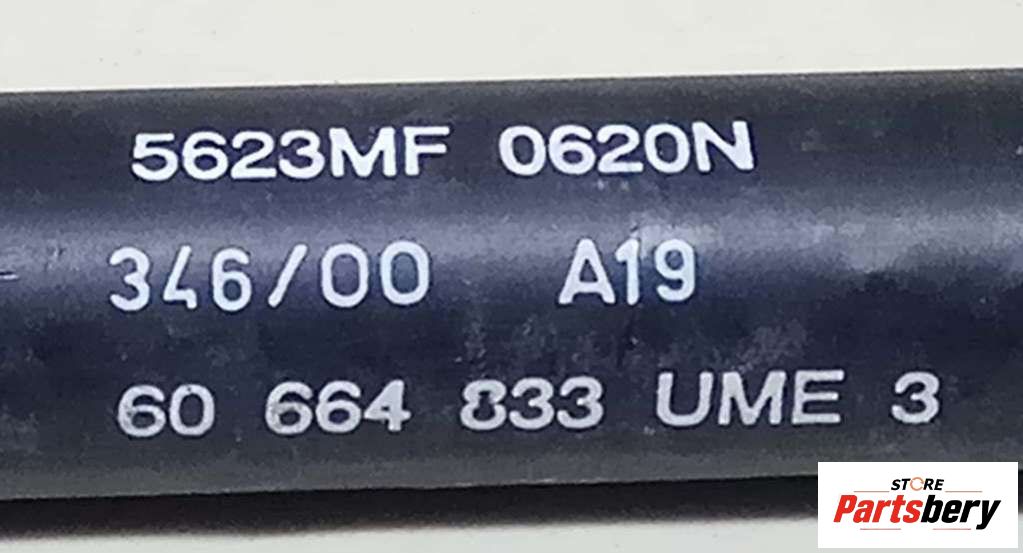 5623MF 0620N
346/00 A19
60 664 833 UME 3
STORE
Partsbery